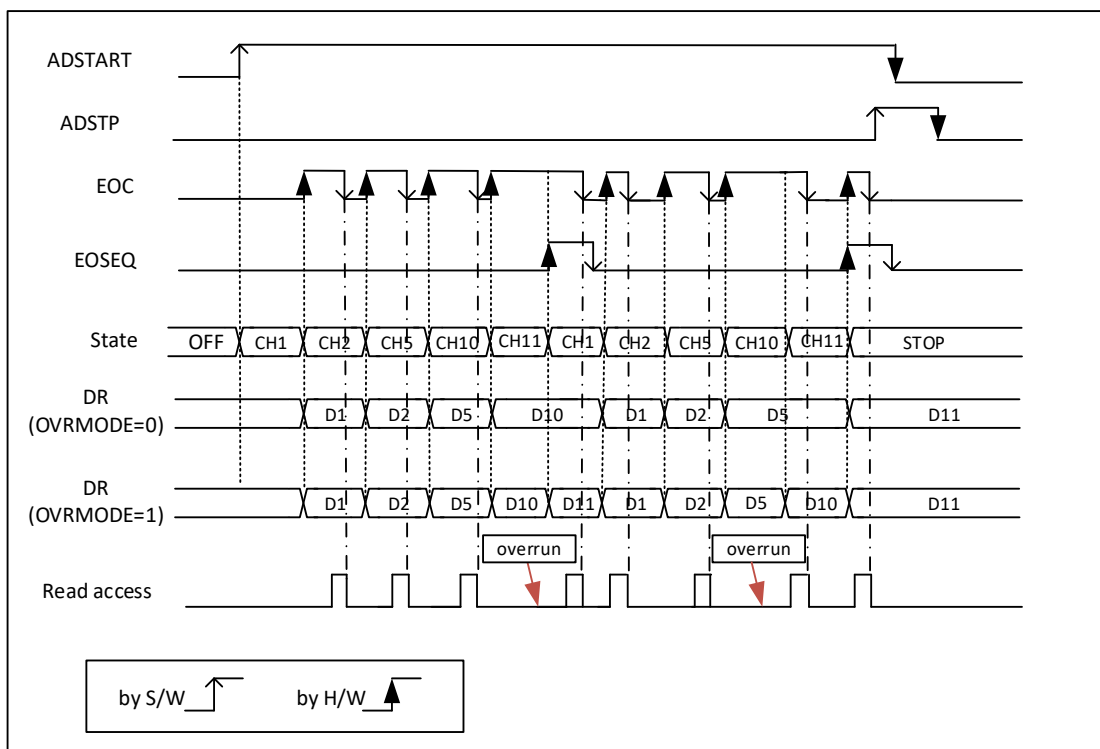 ADSTART
ADSTP
EOC
EOSEQ
State OFF CH1 CH2 CH5 CH10 CH11 CH1 CH2 CH5 CH10 CH11 STOP
DR
(OVRMODE=0)
D1 D2 D5 D10 D1 D2 D5 D11
DR
(OVRMODE=1)
D1 D2 D5 D10 D11 D1 D2 D5 D10 D11
overrun overrun
Read access
by S/W by H/W